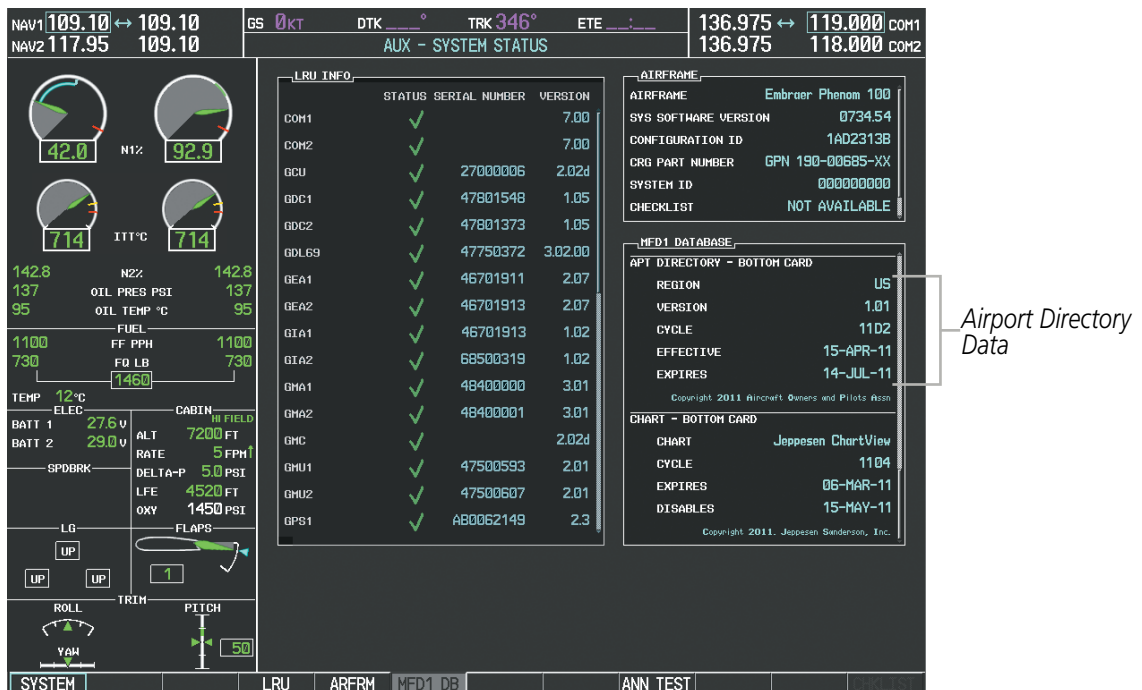 NAV1 109.10 ↔ 109.10
NAV2 117.95 109.10
GS 0KT DTK ___° TRK 346° ETE __:__
AUX - SYSTEM STATUS
136.975 ↔ 119.000 COM1
136.975 118.000 COM2
42.0 N1% 92.9
714 ITT°C 714
142.8 N2% 142.8
137 OIL PRES PSI 137
95 OIL TEMP °C 95
FUEL
1100 FF PPH 1100
730 FQ LB 730
1460
TEMP 12°C
ELEC
BATT 1 27.6 V
BATT 2 29.0 V
SPDBRK
CABIN
HI FIELD
ALT 7200 FT
RATE 5 FPM↑
DELTA-P 5.0 PSI
LFE 4520 FT
OXY 1450 PSI
LG
UP
UP UP
FLAPS
1
TRIM
ROLL
YAW
PITCH
50
LRU INFO
STATUS SERIAL NUMBER VERSION
COM1 ✓ 7.00
COM2 ✓ 7.00
GCU ✓ 27000006 2.02d
GDC1 ✓ 47801548 1.05
GDC2 ✓ 47801373 1.05
GDL69 ✓ 47750372 3.02.00
GEA1 ✓ 46701911 2.07
GEA2 ✓ 46701913 2.07
GIA1 ✓ 46701913 1.02
GIA2 ✓ 68500319 1.02
GMA1 ✓ 48400000 3.01
GMA2 ✓ 48400001 3.01
GMC ✓ 2.02d
GMU1 ✓ 47500593 2.01
GMU2 ✓ 47500607 2.01
GPS1 ✓ AB0062149 2.3
AIRFRAME
AIRFRAME Embraer Phenom 100
SYS SOFTWARE VERSION 0734.54
CONFIGURATION ID 1AD2313B
CRG PART NUMBER GPN 190-00685-XX
SYSTEM ID 000000000
CHECKLIST NOT AVAILABLE
MFD1 DATABASE
APT DIRECTORY - BOTTOM CARD
REGION US
VERSION 1.01
CYCLE 11D2
EFFECTIVE 15-APR-11
EXPIRES 14-JUL-11
Copyright 2011 Aircraft Owners and Pilots Assn
CHART - BOTTOM CARD
CHART Jeppesen ChartView
CYCLE 1104
EXPIRES 06-MAR-11
DISABLES 15-MAY-11
Copyright 2011. Jeppesen Sanderson, Inc.
Airport Directory
Data
SYSTEM LRU ARFRM MFD1 DB ANN TEST CHKLIST